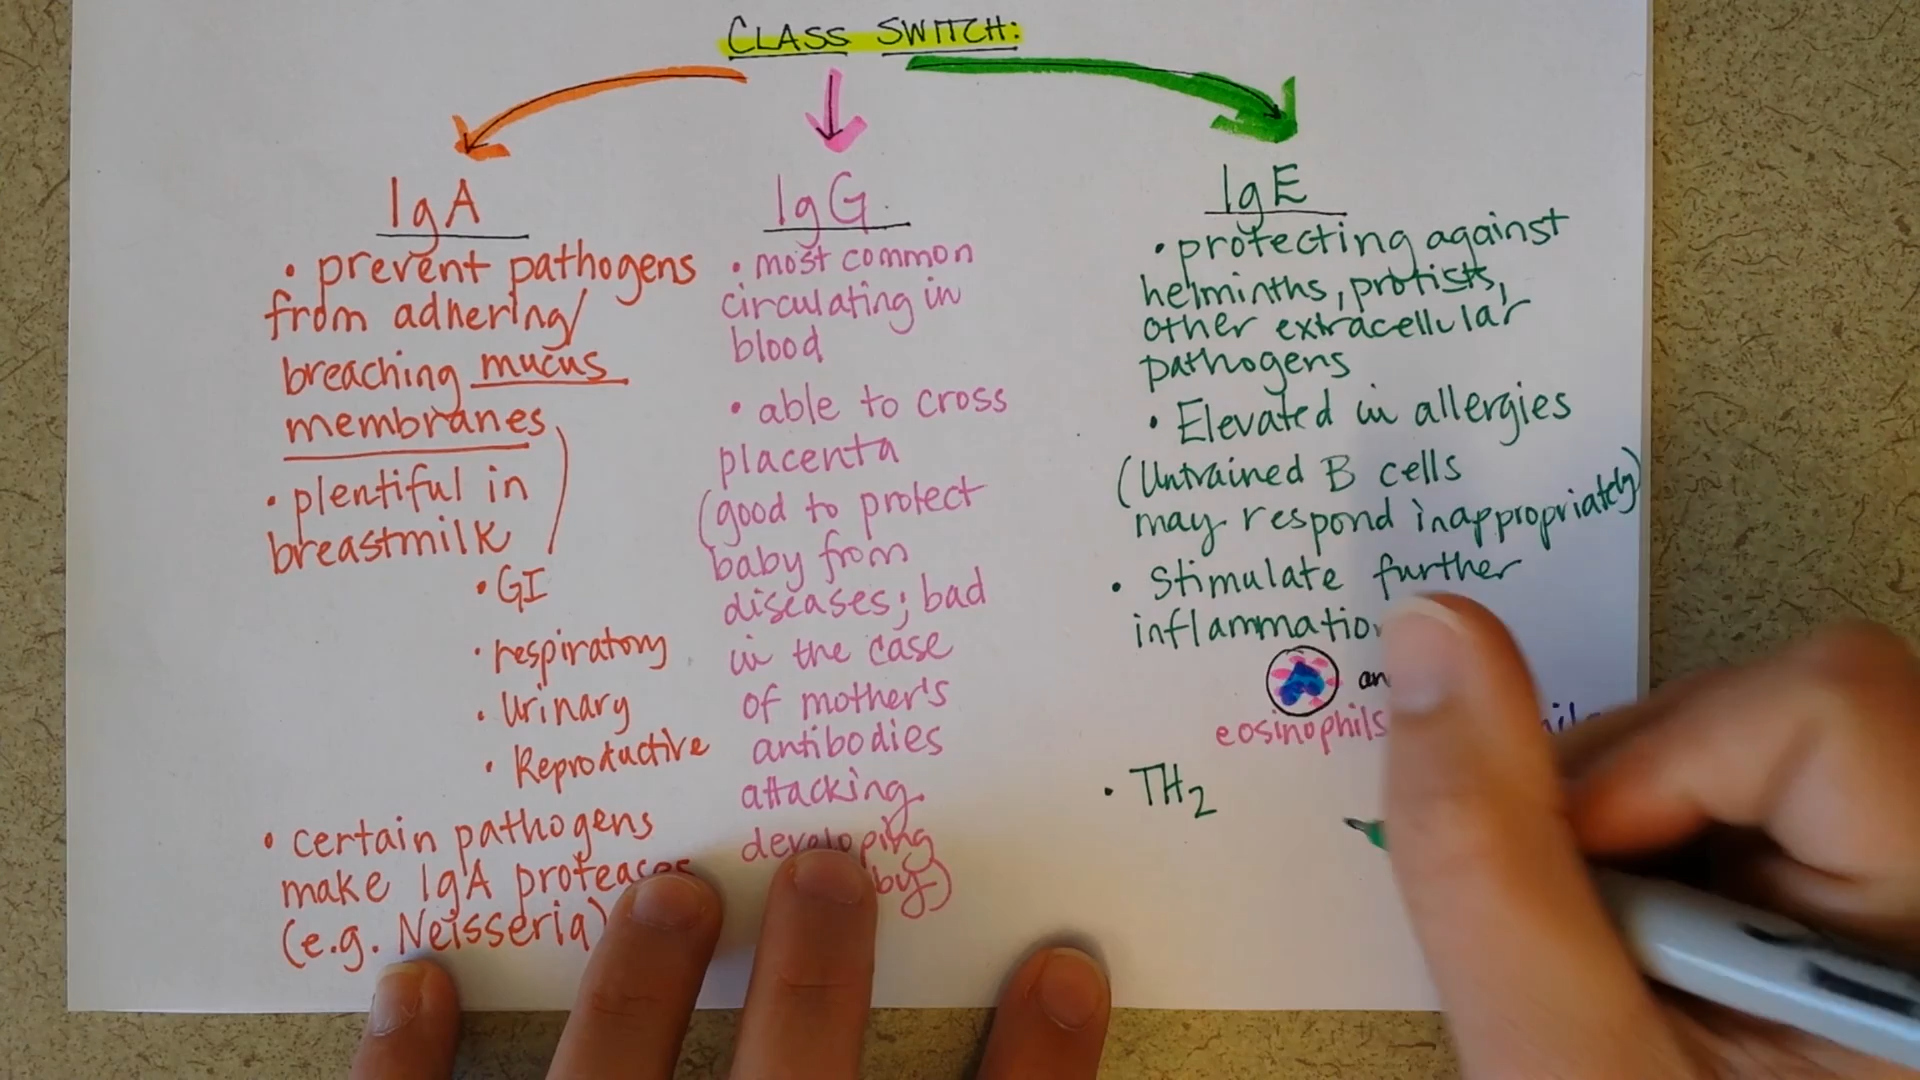 CLASS SWITCH:
IgA
• prevent pathogens
from adhering/
breaching mucus
membranes
• plentiful in
breastmilk
• GI
• respiratory
• Urinary
• Reproductive
• certain pathogens
make IgA proteases
(e.g. Neisseria)
IgG
• most common
circulating in
blood
• able to cross
placenta
(good to protect
baby from
diseases; bad
in the case
of mother's
antibodies
attacking
developing
IgE
• protecting against
helminths, protists,
other extracellular
pathogens
• Elevated in allergies
(Untrained B cells
may respond inappropriately)
• Stimulate further
inflammation
eosinophils
• TH2